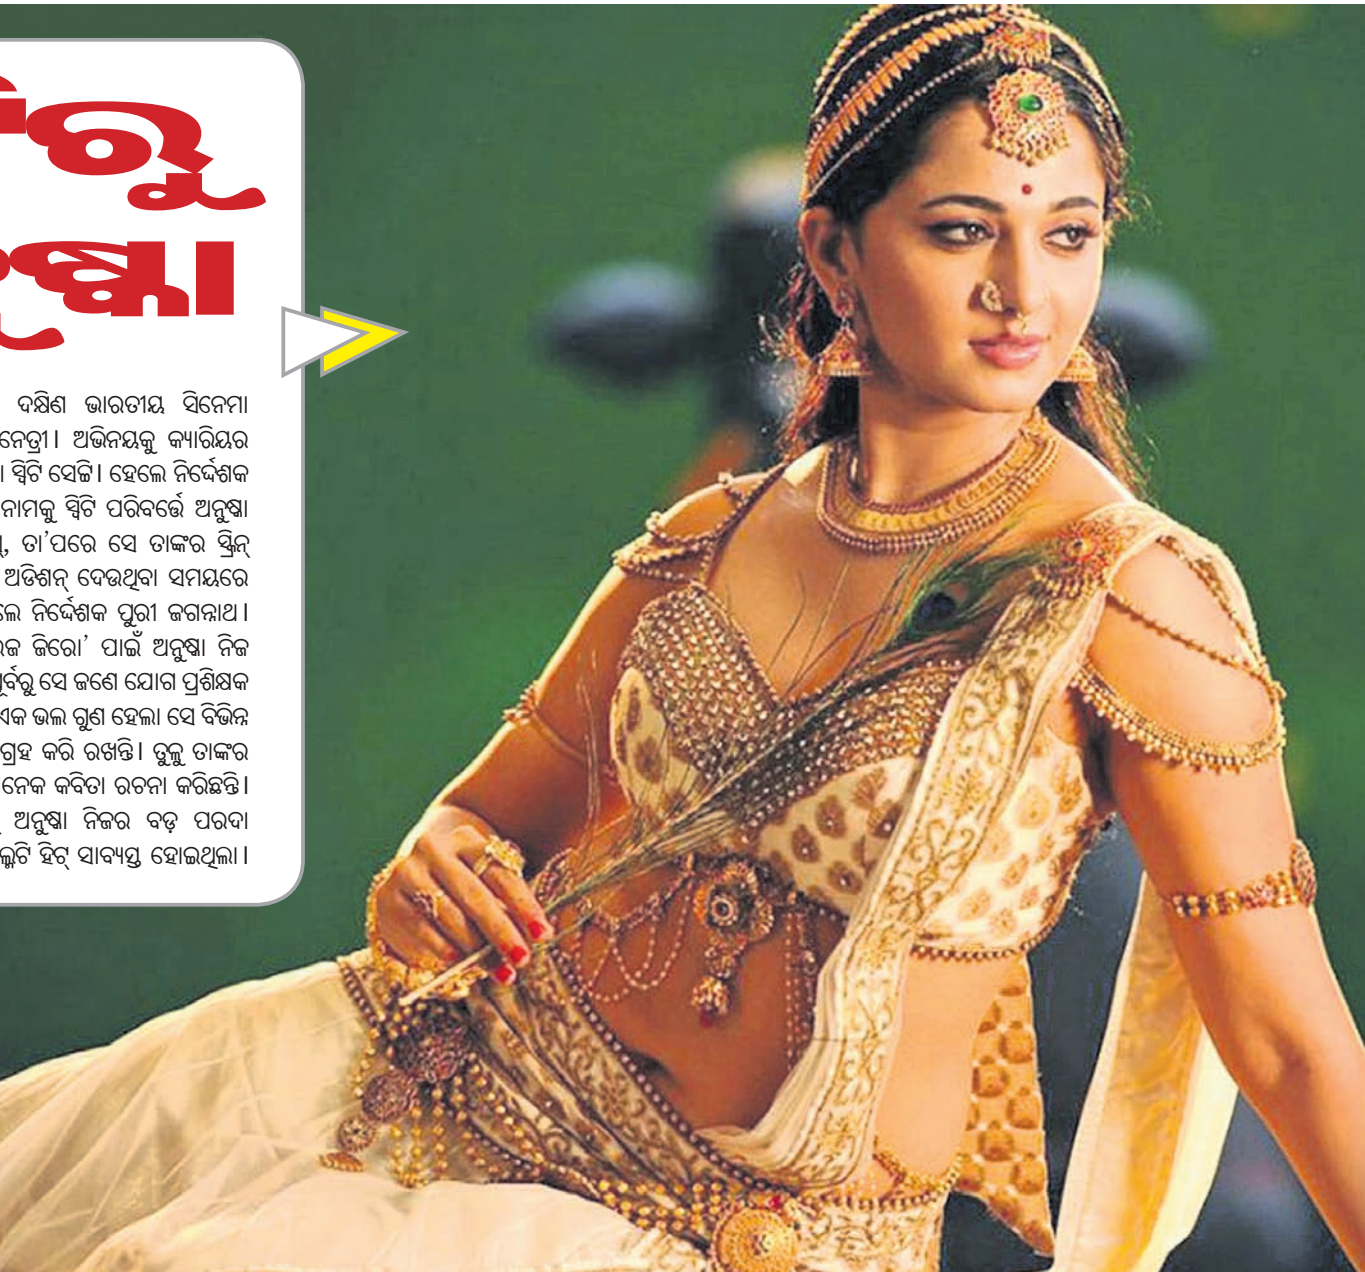 ରୁ
ଷ୍କା
ଦକ୍ଷିଣ ଭାରତୀୟ ସିନେମା
ନେତ୍ରୀ। ଅଭିନୟକୁ କ୍ୟାରିୟର
ସ୍ୱିଟି ସେଟ୍ଟି। ହେଲେ ନିର୍ଦ୍ଦେଶକ
ନାମକୁ ସ୍ୱିଟି ପରିବର୍ତ୍ତେ ଅନୁଷ୍କା
ତା'ପରେ ସେ ତାଙ୍କର ସ୍କ୍ରିନ୍
ଅଡିଶନ୍ ଦେଉଥିବା ସମୟରେ
ଲେ ନିର୍ଦ୍ଦେଶକ ପୁରୀ ଜଗନ୍ନାଥ।
କିରୋ' ପାଇଁ ଅନୁଷ୍କା ନିଜ
ପୂର୍ବରୁ ସେ ଜଣେ ଯୋଗ ପ୍ରଶିକ୍ଷକ
ଏକ ଭଲ ଗୁଣ ହେଲା ସେ ବିଭିନ୍ନ
ଗ୍ରହ କରି ରଖନ୍ତି। ତୁଳୁ ତାଙ୍କର
ନେକ କବିତା ରଚନା କରିଛନ୍ତି।
ଅନୁଷ୍କା ନିଜର ବଡ଼ ପରଦା
ଲ୍ମଟି ହିଟ୍ ସାବ୍ୟସ୍ତ ହୋଇଥିଲା।